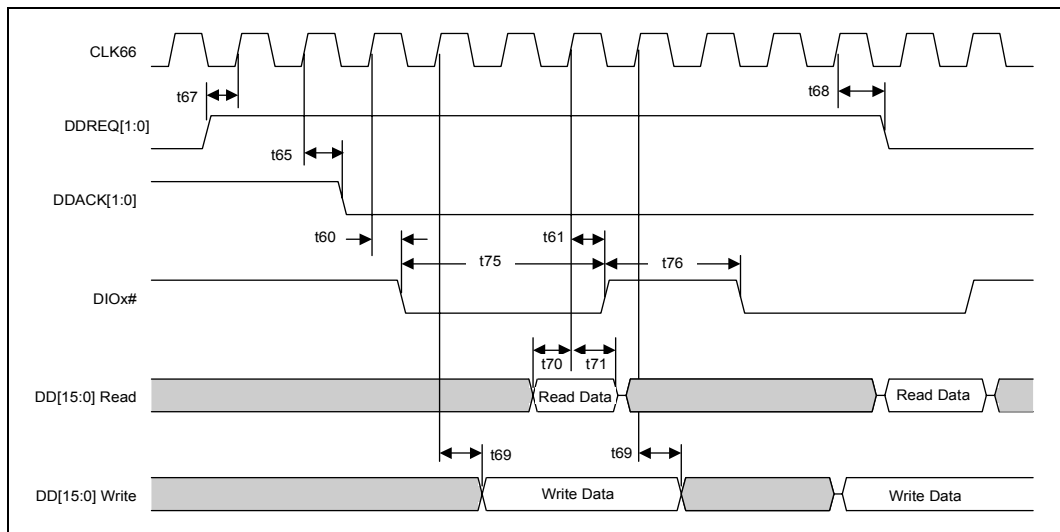 CLK66
t67
t68
DDREQ[1:0]
t65
DDACK[1:0]
t60
t61
t75
t76
DIOx#
t70
t71
DD[15:0] Read
Read Data
Read Data
t69
t69
DD[15:0] Write
Write Data
Write Data